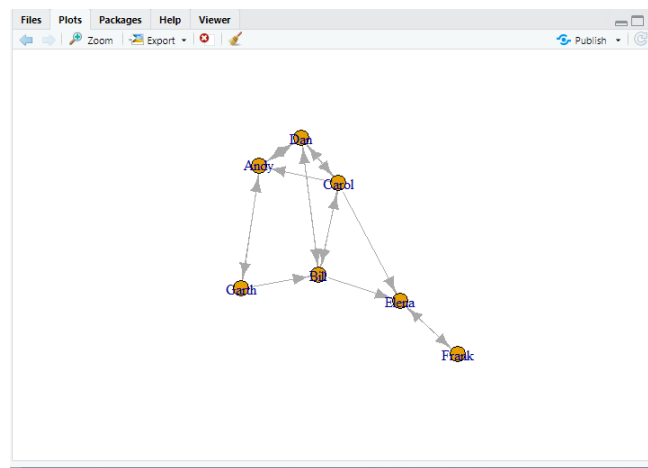 Files Plots Packages Help Viewer
Zoom Export Publish
Dan
Andy
Carol
Bill
Garth
Elena
Frank